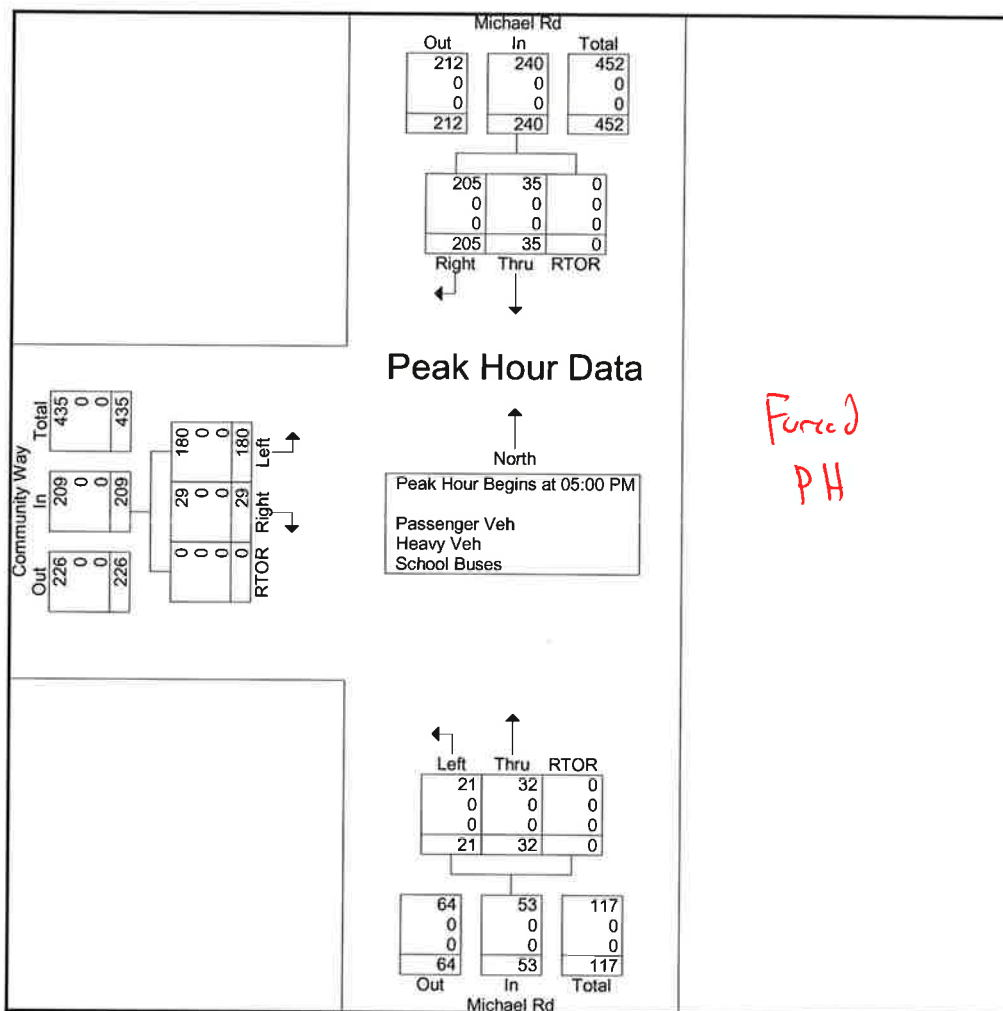 Michael Rd
Out In Total
212 240 452
0 0 0
0 0 0
212 240 452
205 35 0
0 0 0
0 0 0
205 35 0
Right Thru RTOR
Peak Hour Data
North
Peak Hour Begins at 05:00 PM
Passenger Veh
Heavy Veh
School Buses
Community Way
Out In Total
226 209 435
0 0 0
0 0 0
226 209 435
0 29 180
0 0 0
0 0 0
0 29 180
RTOR Right Left
Forced
PH
Left Thru RTOR
21 32 0
0 0 0
0 0 0
21 32 0
64 53 117
0 0 0
0 0 0
64 53 117
Out In Total
Michael Rd